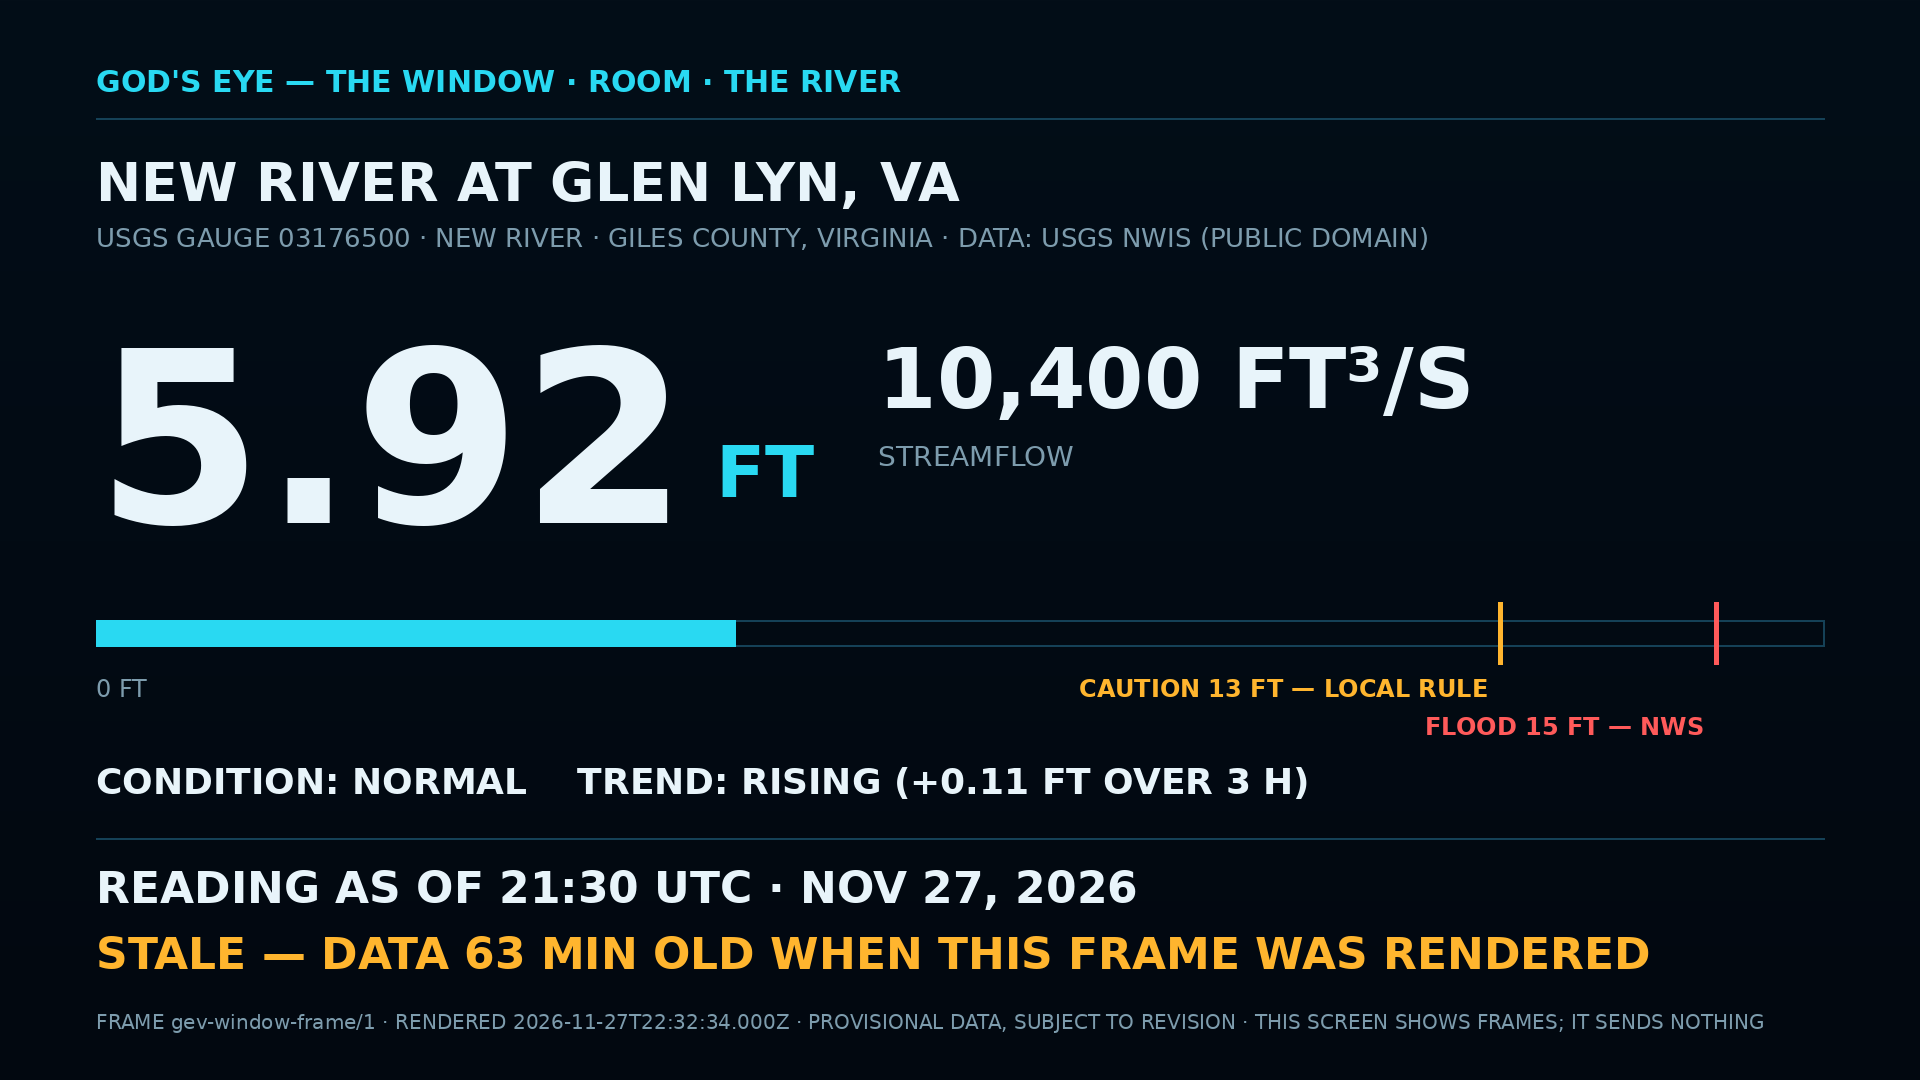 GOD'S EYE — THE WINDOW · ROOM · THE RIVER
NEW RIVER AT GLEN LYN, VA
USGS GAUGE 03176500 · NEW RIVER · GILES COUNTY, VIRGINIA · DATA: USGS NWIS (PUBLIC DOMAIN)
5.92 FT
10,400 FT³/S
STREAMFLOW
0 FT
CAUTION 13 FT — LOCAL RULE
FLOOD 15 FT — NWS
CONDITION: NORMAL TREND: RISING (+0.11 FT OVER 3 H)
READING AS OF 21:30 UTC · NOV 27, 2026
STALE — DATA 63 MIN OLD WHEN THIS FRAME WAS RENDERED
FRAME gev-window-frame/1 · RENDERED 2026-11-27T22:32:34.000Z · PROVISIONAL DATA, SUBJECT TO REVISION · THIS SCREEN SHOWS FRAMES; IT SENDS NOTHING